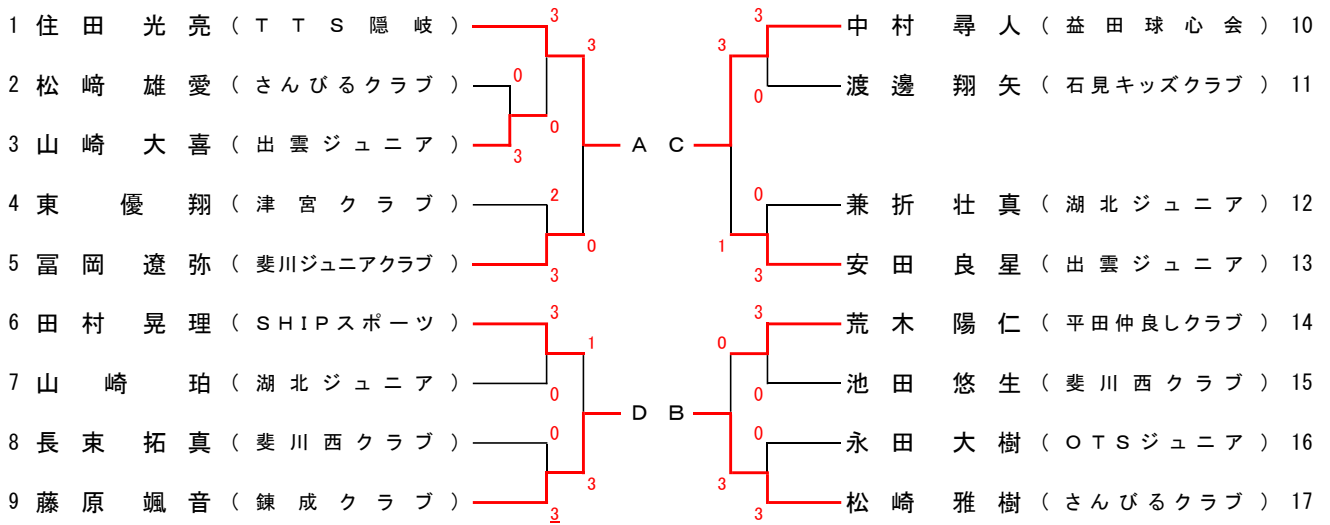 1 住田 光亮 (TTS隠岐) 3 3 中村 尋人 (益田球心会) 10
3 3
2 松﨑 雄愛 (さんびるクラブ) 0 0 渡邊 翔矢 (石見キッズクラブ) 11
0
3 山崎 大喜 (出雲ジュニア) 3 A C
4 東 優翔 (津宮クラブ) 2 0 兼折 壮真 (湖北ジュニア) 12
0 1
5 冨岡 遼弥 (斐川ジュニアクラブ) 3 3 安田 良星 (出雲ジュニア) 13
6 田村 晃理 (SHIPスポーツ) 3 3 荒木 陽仁 (平田仲良しクラブ) 14
1 0
7 山崎 珀 (湖北ジュニア) 0 0 池田 悠生 (斐川西クラブ) 15
D B
8 長束 拓真 (斐川西クラブ) 0 0 永田 大樹 (OTSジュニア) 16
3 3
9 藤原 颯音 (錬成クラブ) 3 3 松崎 雅樹 (さんびるクラブ) 17